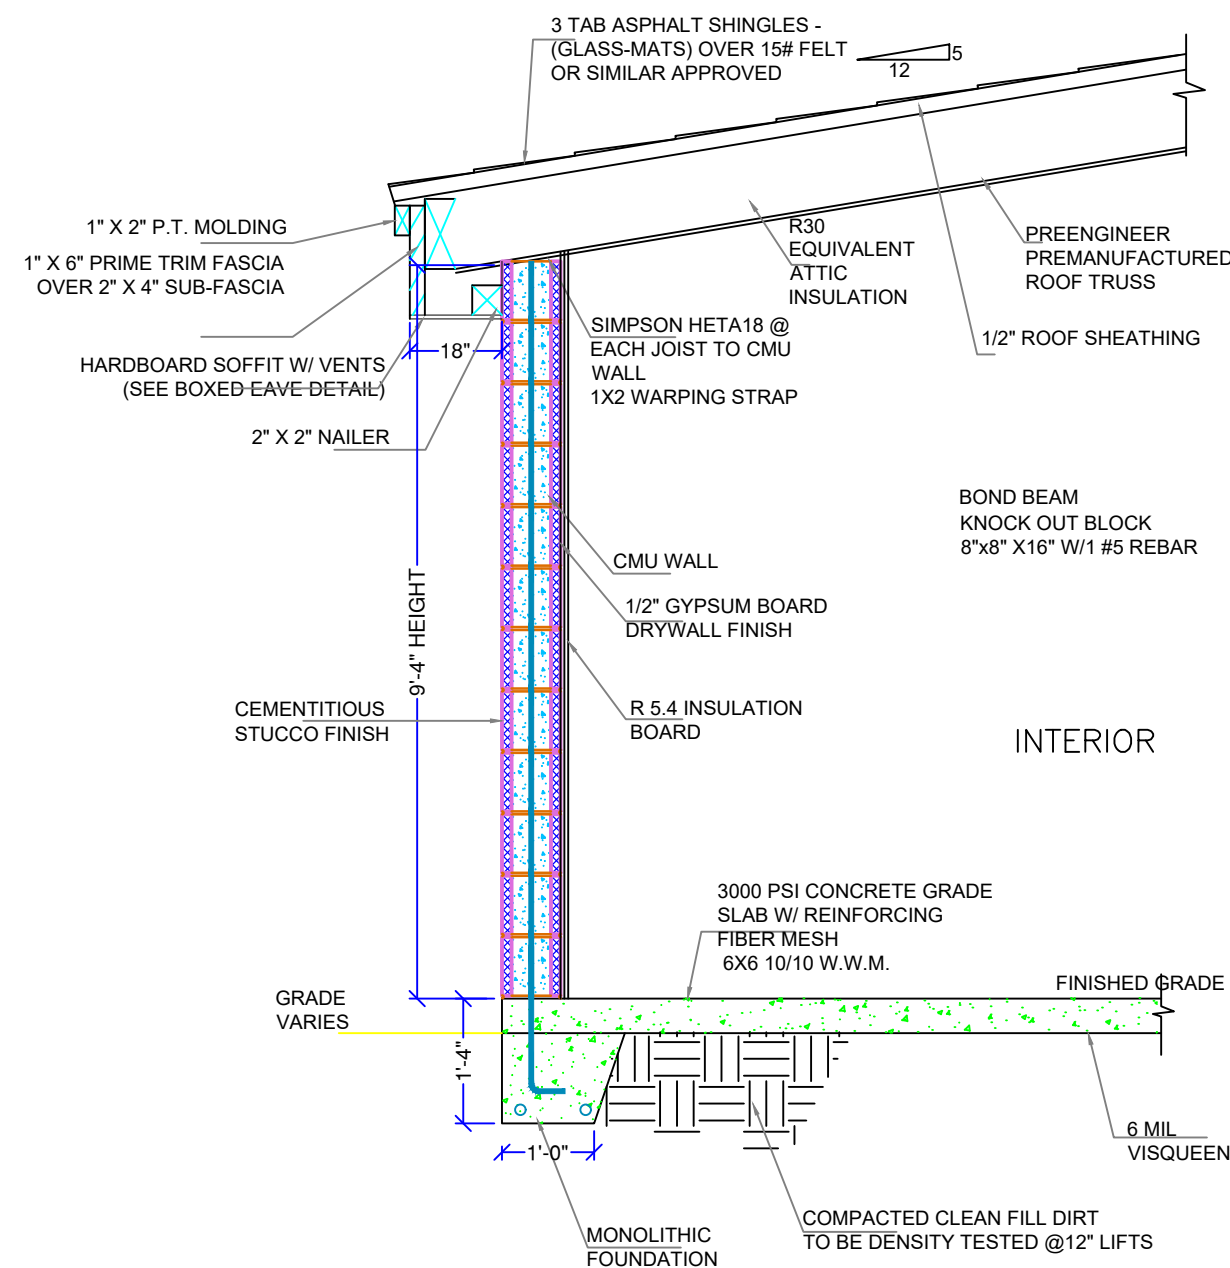 3 TAB ASPHALT SHINGLES -
(GLASS-MATS) OVER 15# FELT
OR SIMILAR APPROVED
5
12
1" X 2" P.T. MOLDING
1" X 6" PRIME TRIM FASCIA
OVER 2" X 4" SUB-FASCIA
HARDBOARD SOFFIT W/ VENTS
(SEE BOXED EAVE DETAIL)
18"
2" X 2" NAILER
R30
EQUIVALENT
ATTIC
INSULATION
PREENGINEER
PREMANUFACTURED
ROOF TRUSS
1/2" ROOF SHEATHING
SIMPSON HETA18 @
EACH JOIST TO CMU
WALL
1X2 WARPING STRAP
BOND BEAM
KNOCK OUT BLOCK
8"x8" X16" W/1 #5 REBAR
CMU WALL
1/2" GYPSUM BOARD
DRYWALL FINISH
9'-4" HEIGHT
CEMENTITIOUS
STUCCO FINISH
R 5.4 INSULATION
BOARD
INTERIOR
3000 PSI CONCRETE GRADE
SLAB W/ REINFORCING
FIBER MESH
6X6 10/10 W.W.M.
FINISHED GRADE
GRADE
VARIES
1'-4"
1'-0"
6 MIL
VISQUEEN
MONOLITHIC
FOUNDATION
COMPACTED CLEAN FILL DIRT
TO BE DENSITY TESTED @12" LIFTS